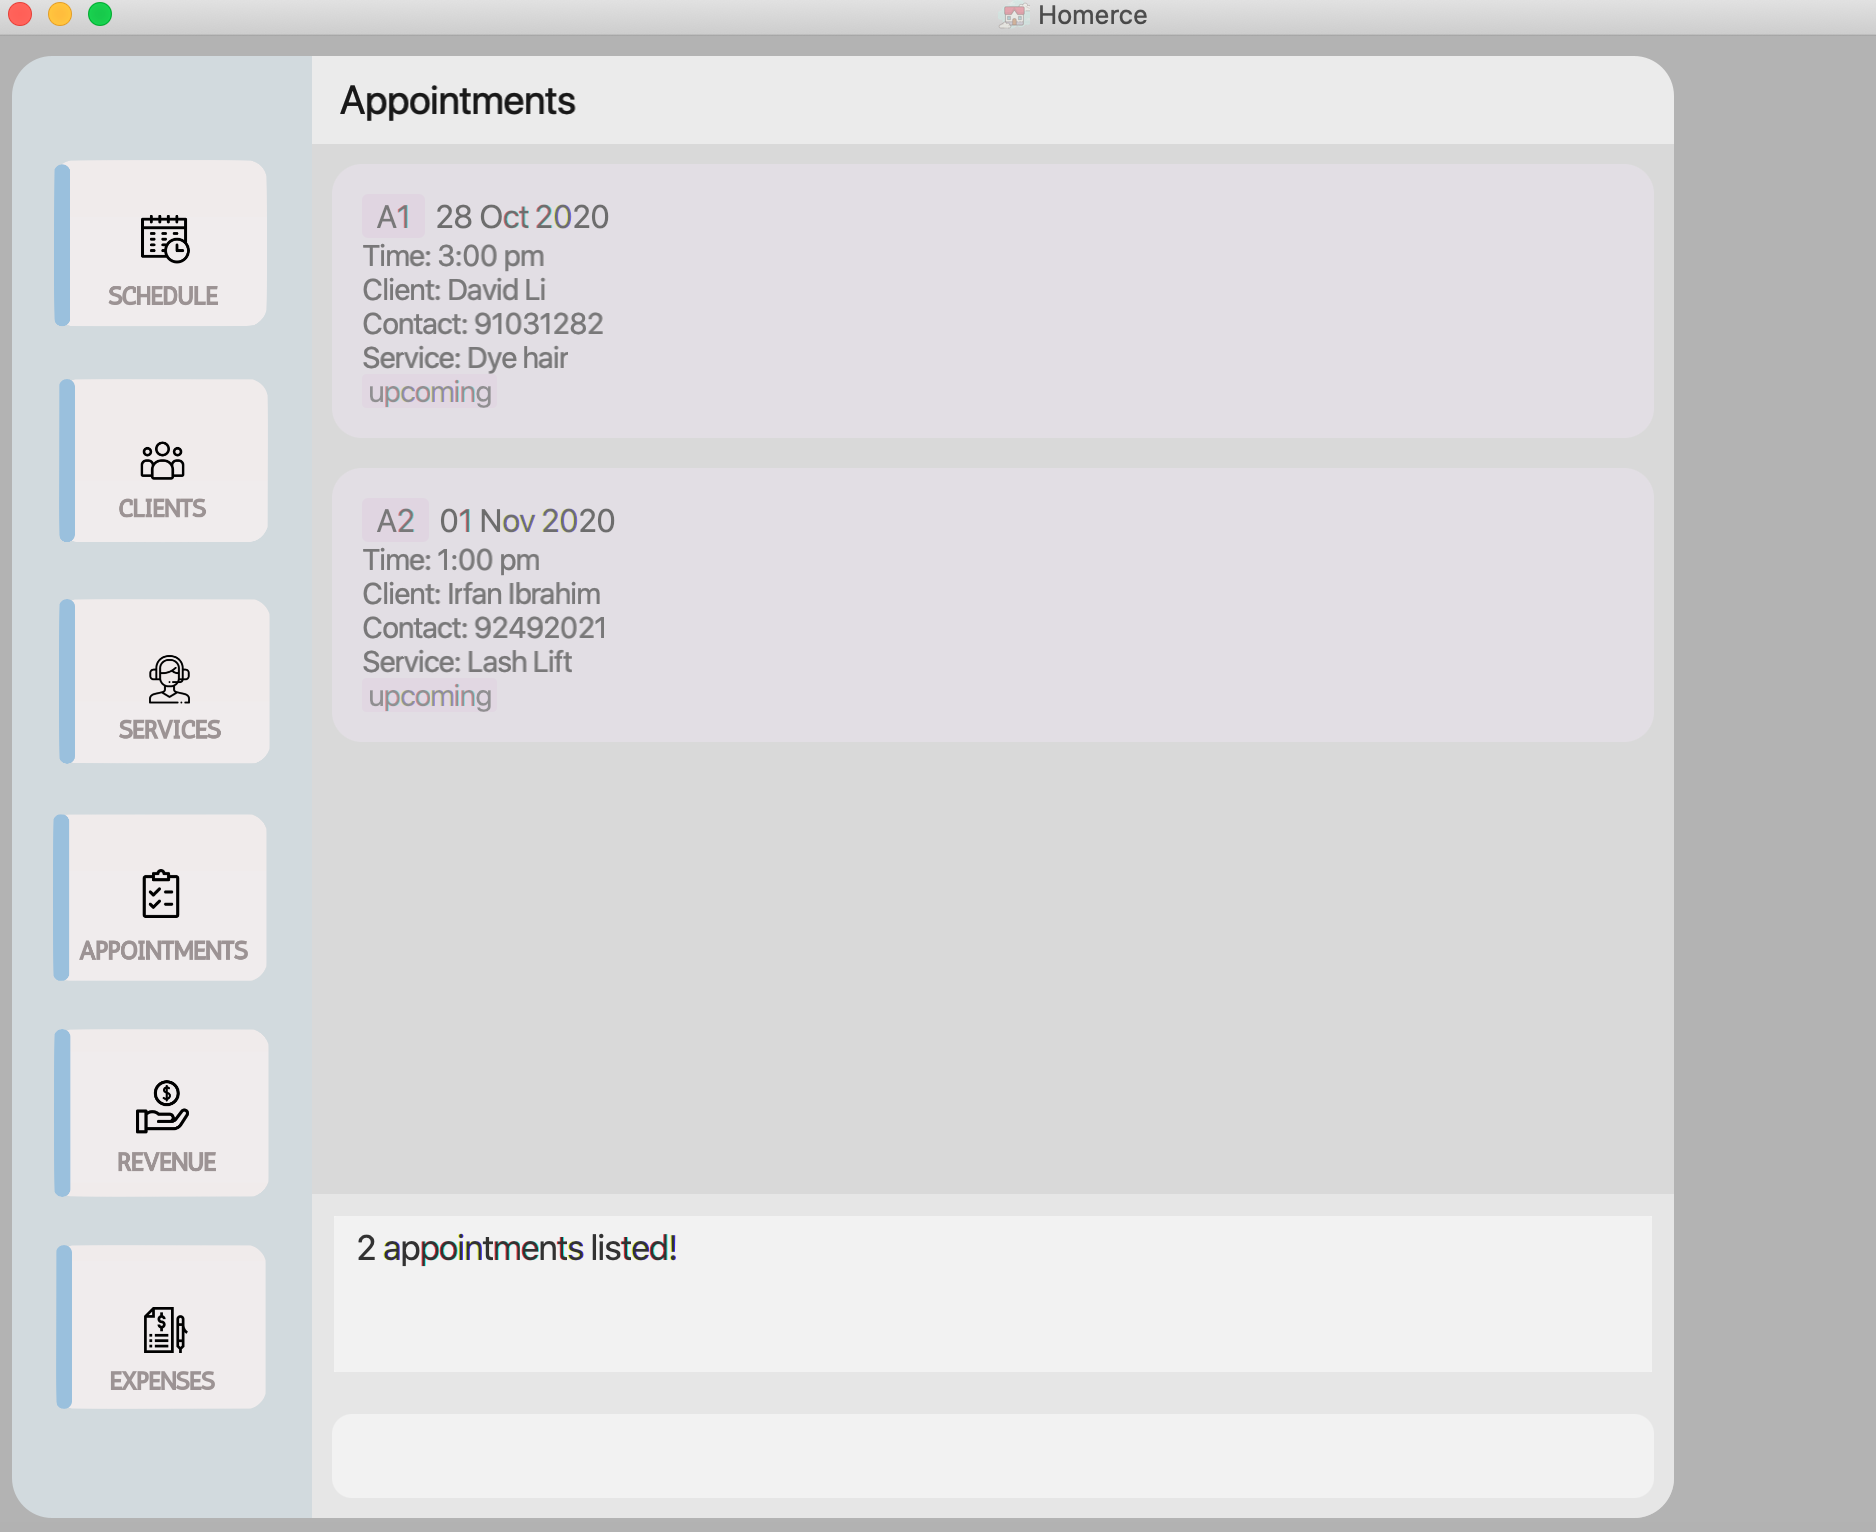 Homerce
Appointments
SCHEDULE
CLIENTS
SERVICES
APPOINTMENTS
REVENUE
EXPENSES
A1 28 Oct 2020
Time: 3:00 pm
Client: David Li
Contact: 91031282
Service: Dye hair
upcoming
A2 01 Nov 2020
Time: 1:00 pm
Client: Irfan Ibrahim
Contact: 92492021
Service: Lash Lift
upcoming
2 appointments listed!